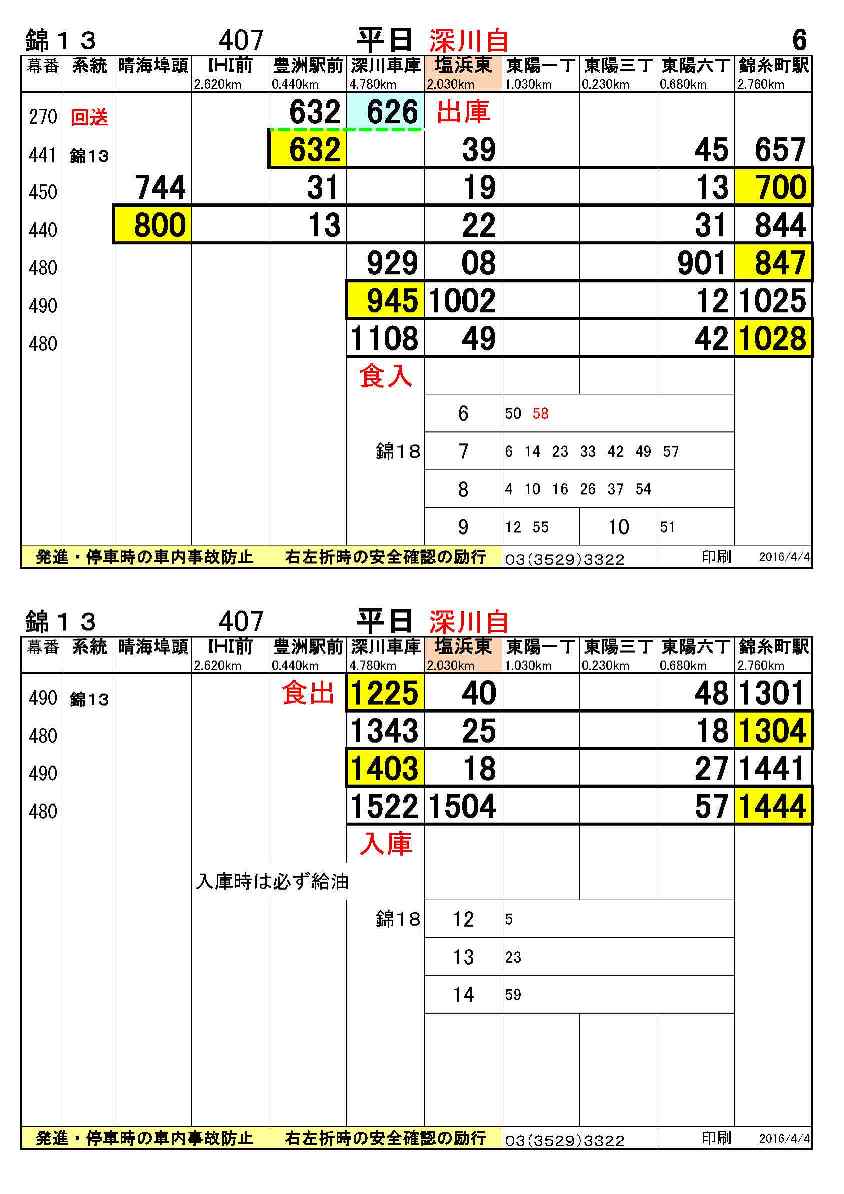 錦１３ 407 平日 深川自 6
幕番 系統 晴海埠頭 IHI前 豊洲駅前 深川車庫 塩浜東 東陽一丁 東陽三丁 東陽六丁 錦糸町駅
2.620km 0.440km 4.780km 2.030km 1.030km 0.230km 0.680km 2.760km
270 回送 632 626 出庫
441 錦13 632 39 45 657
450 744 31 19 13 700
440 800 13 22 31 844
480 929 08 901 847
490 945 1002 12 1025
480 1108 49 42 1028
食入
6 50 58
錦18 7 6 14 23 33 42 49 57
8 4 10 16 26 37 54
9 12 55 10 51
発進・停車時の車内事故防止 右左折時の安全確認の励行 03(3529)3322 印刷 2016/4/4
錦１３ 407 平日 深川自
幕番 系統 晴海埠頭 IHI前 豊洲駅前 深川車庫 塩浜東 東陽一丁 東陽三丁 東陽六丁 錦糸町駅
2.620km 0.440km 4.780km 2.030km 1.030km 0.230km 0.680km 2.760km
490 錦13 食出 1225 40 48 1301
480 1343 25 18 1304
490 1403 18 27 1441
480 1522 1504 57 1444
入庫
入庫時は必ず給油
錦18 12 5
13 23
14 59
発進・停車時の車内事故防止 右左折時の安全確認の励行 03(3529)3322 印刷 2016/4/4